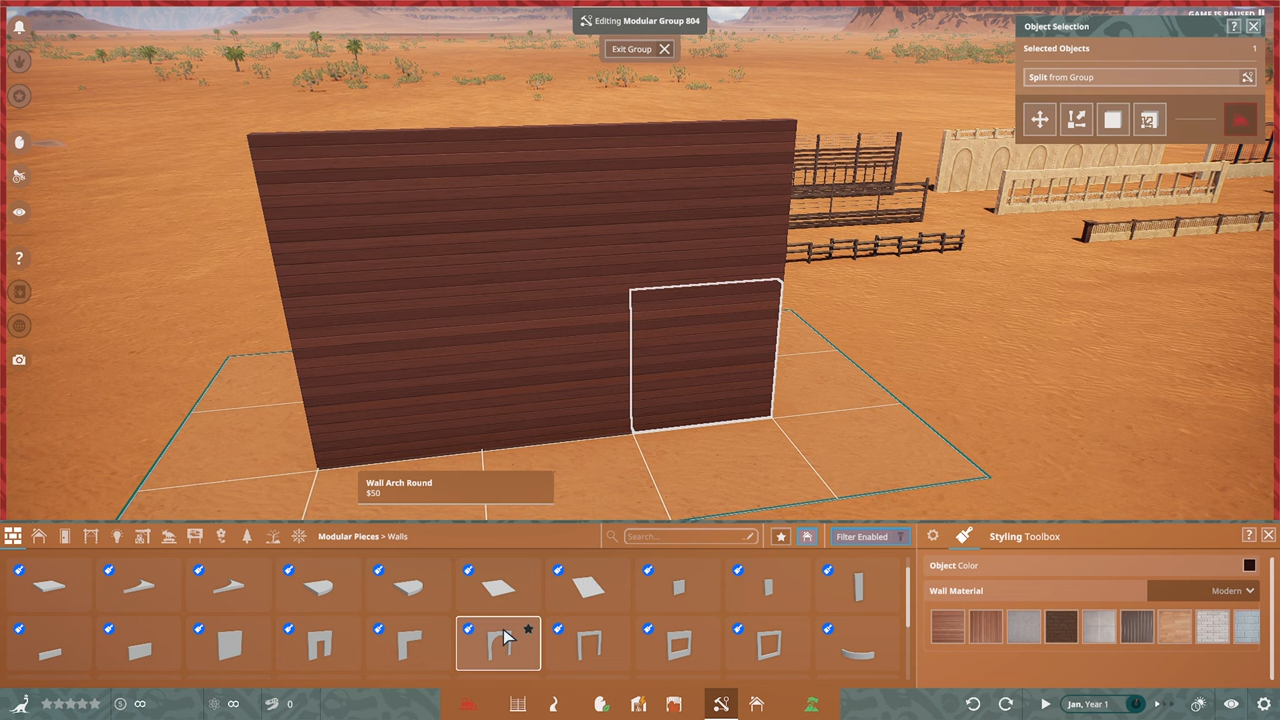 GAME IS PAUSED
Editing Modular Group 804
Exit Group
Object Selection
?
Selected Objects 1
Split from Group
?
Wall Arch Round
$50
Modular Pieces > Walls
Search...
Filter Enabled
Styling Toolbox
?
Object Color
Wall Material
Modern
$ ∞
∞
0
Jan, Year 1